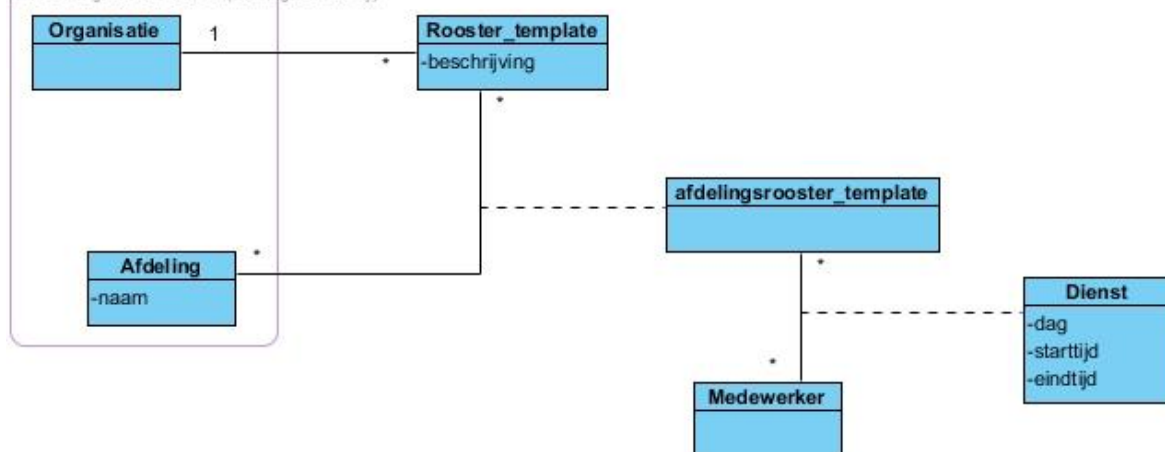 Organisatie
1
*
Rooster_template
-beschrijving
*
afdelingsrooster_template
*
Afdeling
-naam
*
Dienst
-dag
-starttijd
-eindtijd
*
Medewerker